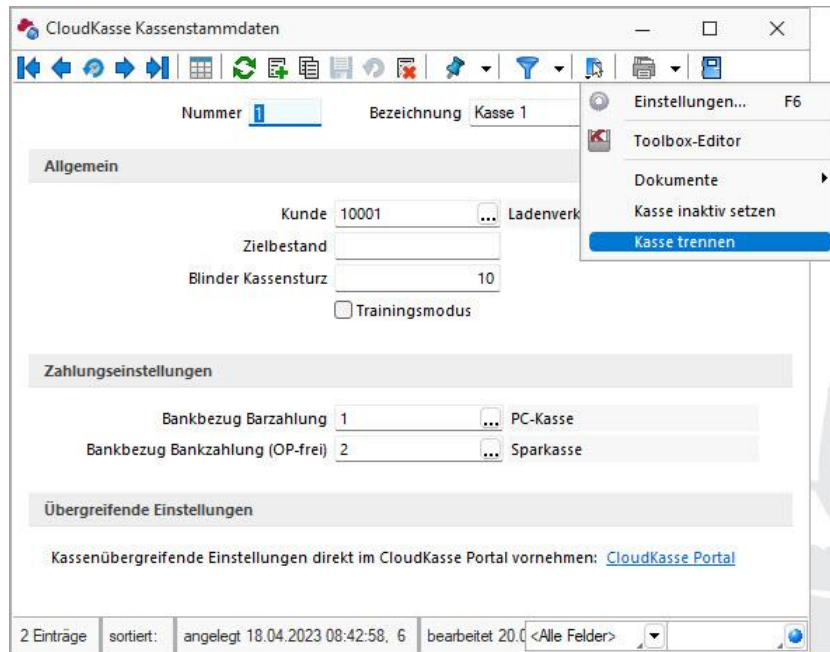 CloudKasse Kassenstammdaten
Nummer 1 Bezeichnung Kasse 1
Einstellungen... F6
Toolbox-Editor
Dokumente
Kasse inaktiv setzen
Kasse trennen
Allgemein
Kunde 10001 ...
Zielbestand
Blinder Kassensturz 10
Trainingsmodus
Zahlungseinstellungen
Bankbezug Barzahlung 1 ... PC-Kasse
Bankbezug Bankzahlung (OP-frei) 2 ... Sparkasse
Übergreifende Einstellungen
Kassenübergreifende Einstellungen direkt im CloudKasse Portal vornehmen: CloudKasse Portal
2 Einträge sortiert: angelegt 18.04.2023 08:42:58, 6 bearbeitet <Alle Felder>